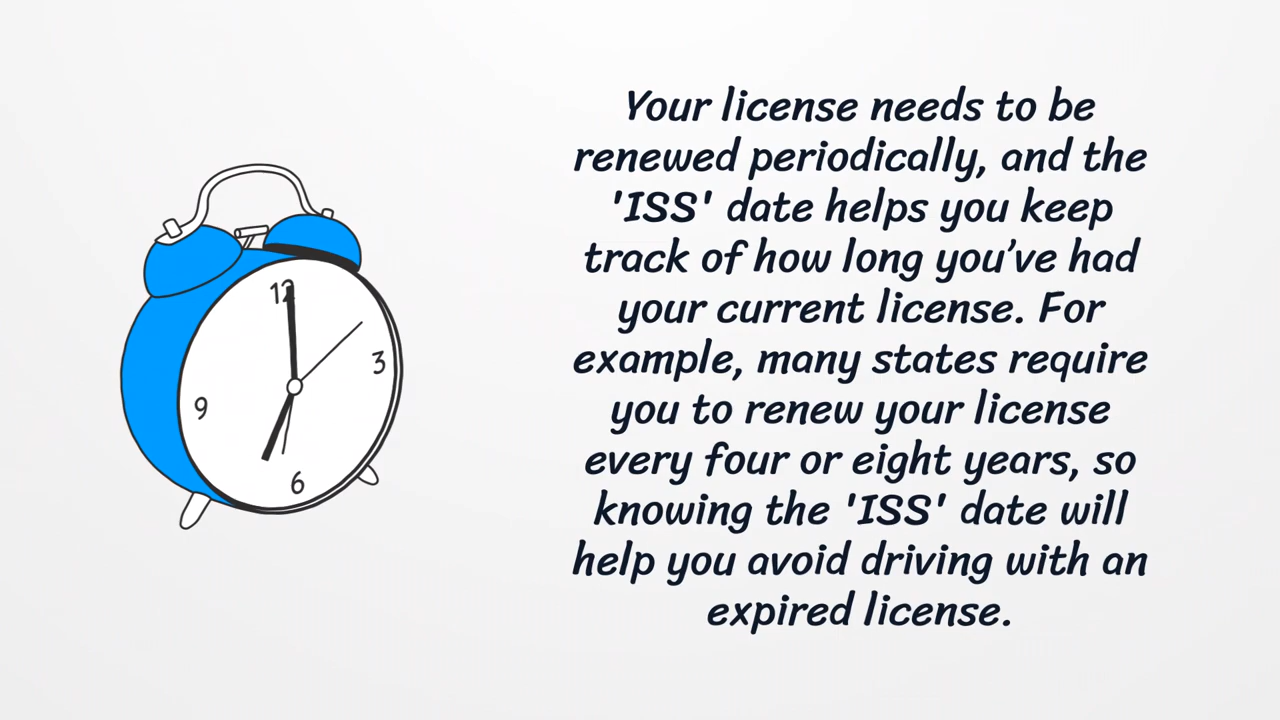 12
3
9
6
Your license needs to be
renewed periodically, and the
'ISS' date helps you keep
track of how long you’ve had
your current license. For
example, many states require
you to renew your license
every four or eight years, so
knowing the 'ISS' date will
help you avoid driving with an
expired license.